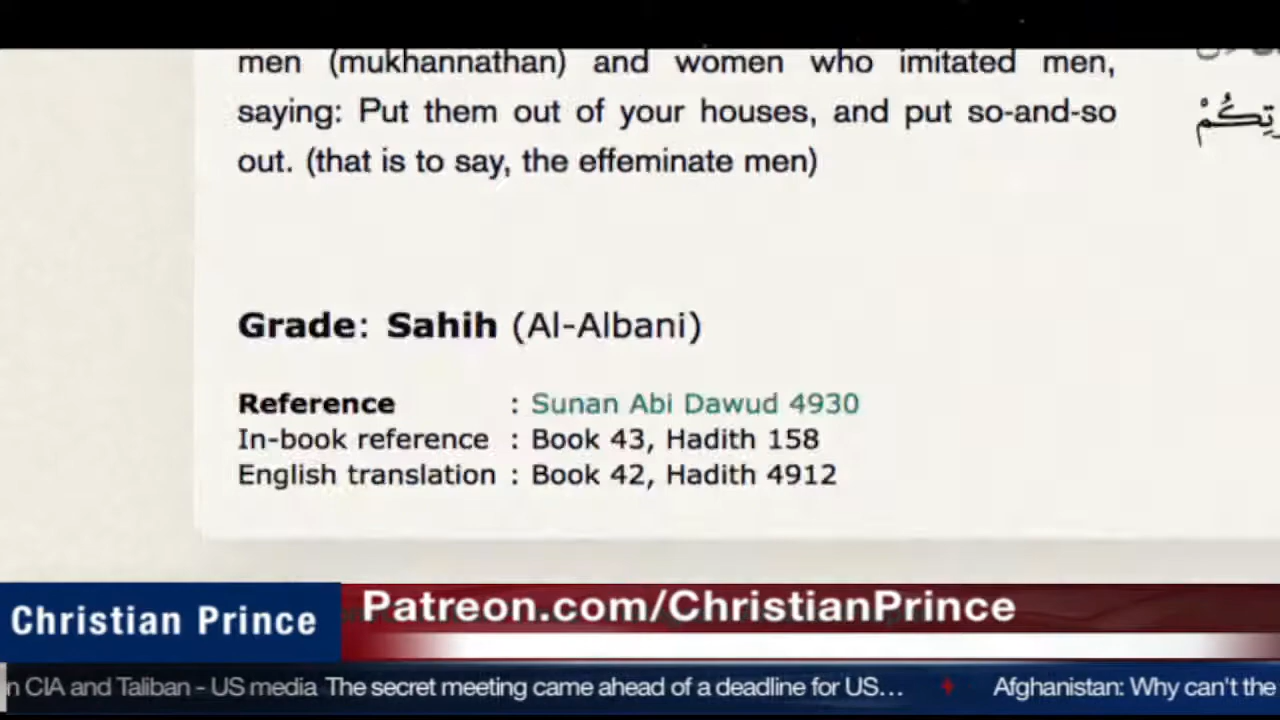 men (mukhannathan) and women who imitated men,
saying: Put them out of your houses, and put so-and-so
out. (that is to say, the effeminate men)
Grade: Sahih (Al-Albani)
Reference : Sunan Abi Dawud 4930
In-book reference : Book 43, Hadith 158
English translation : Book 42, Hadith 4912
Christian Prince
Patreon.com/ChristianPrince
n CIA and Taliban - US media The secret meeting came ahead of a deadline for US... Afghanistan: Why can't the